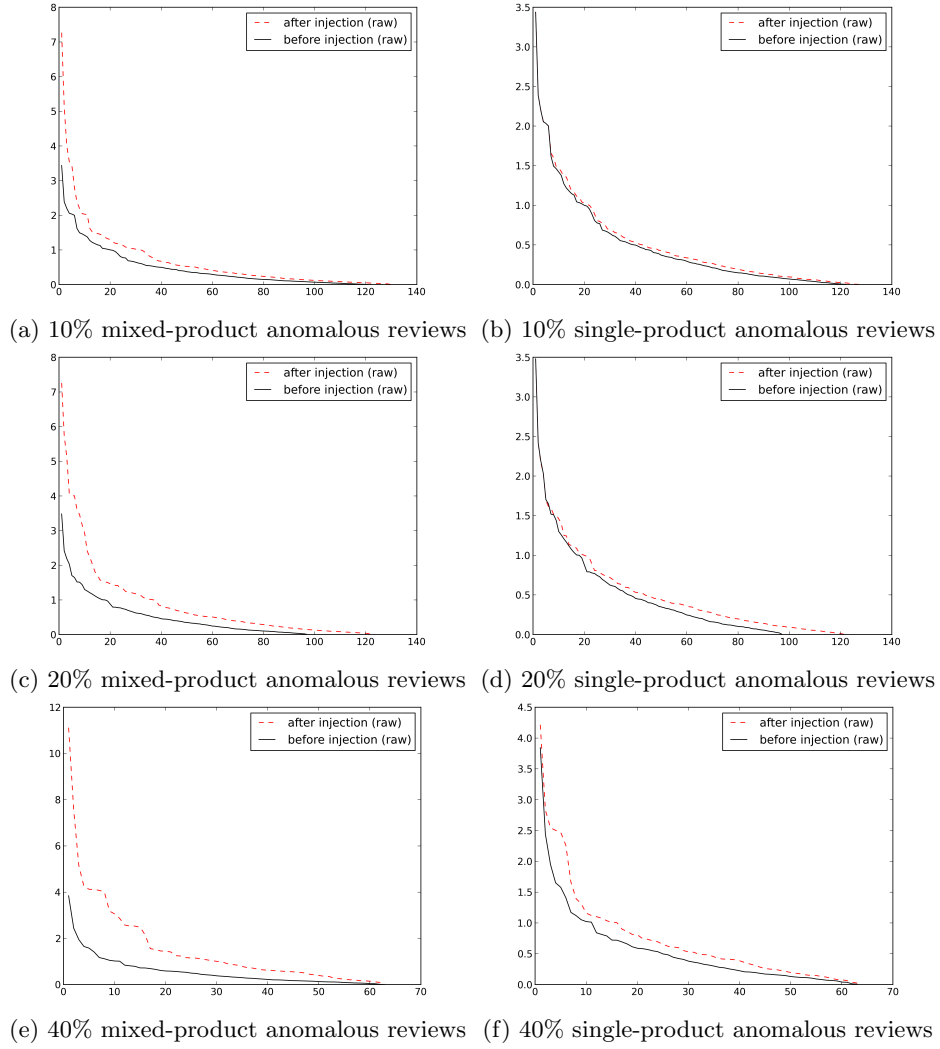 8
7
6
5
4
3
2
1
0
0 20 40 60 80 100 120 140
after injection (raw)
before injection (raw)
3.5
3.0
2.5
2.0
1.5
1.0
0.5
0.0
0 20 40 60 80 100 120 140
after injection (raw)
before injection (raw)
(a) 10% mixed-product anomalous reviews (b) 10% single-product anomalous reviews
8
7
6
5
4
3
2
1
0
0 20 40 60 80 100 120 140
after injection (raw)
before injection (raw)
3.5
3.0
2.5
2.0
1.5
1.0
0.5
0.0
0 20 40 60 80 100 120 140
after injection (raw)
before injection (raw)
(c) 20% mixed-product anomalous reviews (d) 20% single-product anomalous reviews
12
10
8
6
4
2
0
0 10 20 30 40 50 60 70
after injection (raw)
before injection (raw)
4.5
4.0
3.5
3.0
2.5
2.0
1.5
1.0
0.5
0.0
0 10 20 30 40 50 60 70
after injection (raw)
before injection (raw)
(e) 40% mixed-product anomalous reviews (f) 40% single-product anomalous reviews